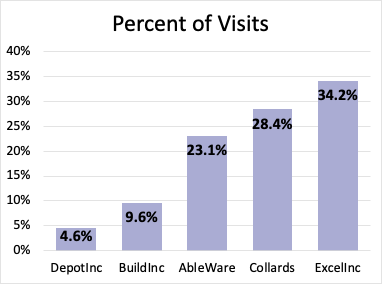 Percent of Visits
40%
35%
30%
25%
20%
15%
10%
5%
0%
4.6%
9.6%
23.1%
28.4%
34.2%
DepotInc
BuildInc
AbleWare
Collards
ExcelInc